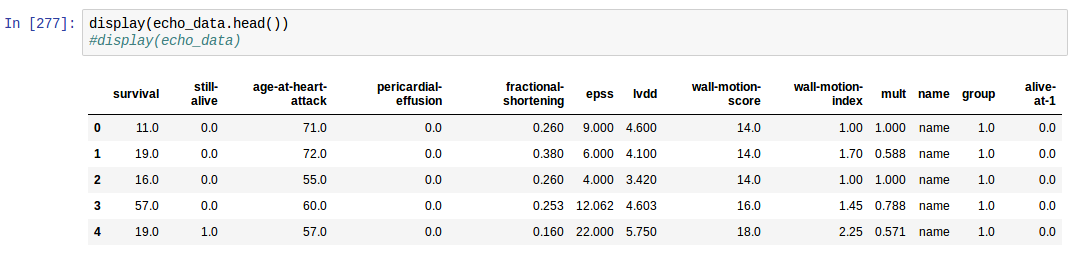 In [277]: display(echo_data.head())
#display(echo_data)
survival still-alive age-at-heart-attack pericardial-effusion fractional-shortening epss lvdd wall-motion-score wall-motion-index mult name group alive-at-1
0 11.0 0.0 71.0 0.0 0.260 9.000 4.600 14.0 1.00 1.000 name 1.0 0.0
1 19.0 0.0 72.0 0.0 0.380 6.000 4.100 14.0 1.70 0.588 name 1.0 0.0
2 16.0 0.0 55.0 0.0 0.260 4.000 3.420 14.0 1.00 1.000 name 1.0 0.0
3 57.0 0.0 60.0 0.0 0.253 12.062 4.603 16.0 1.45 0.788 name 1.0 0.0
4 19.0 1.0 57.0 0.0 0.160 22.000 5.750 18.0 2.25 0.571 name 1.0 0.0